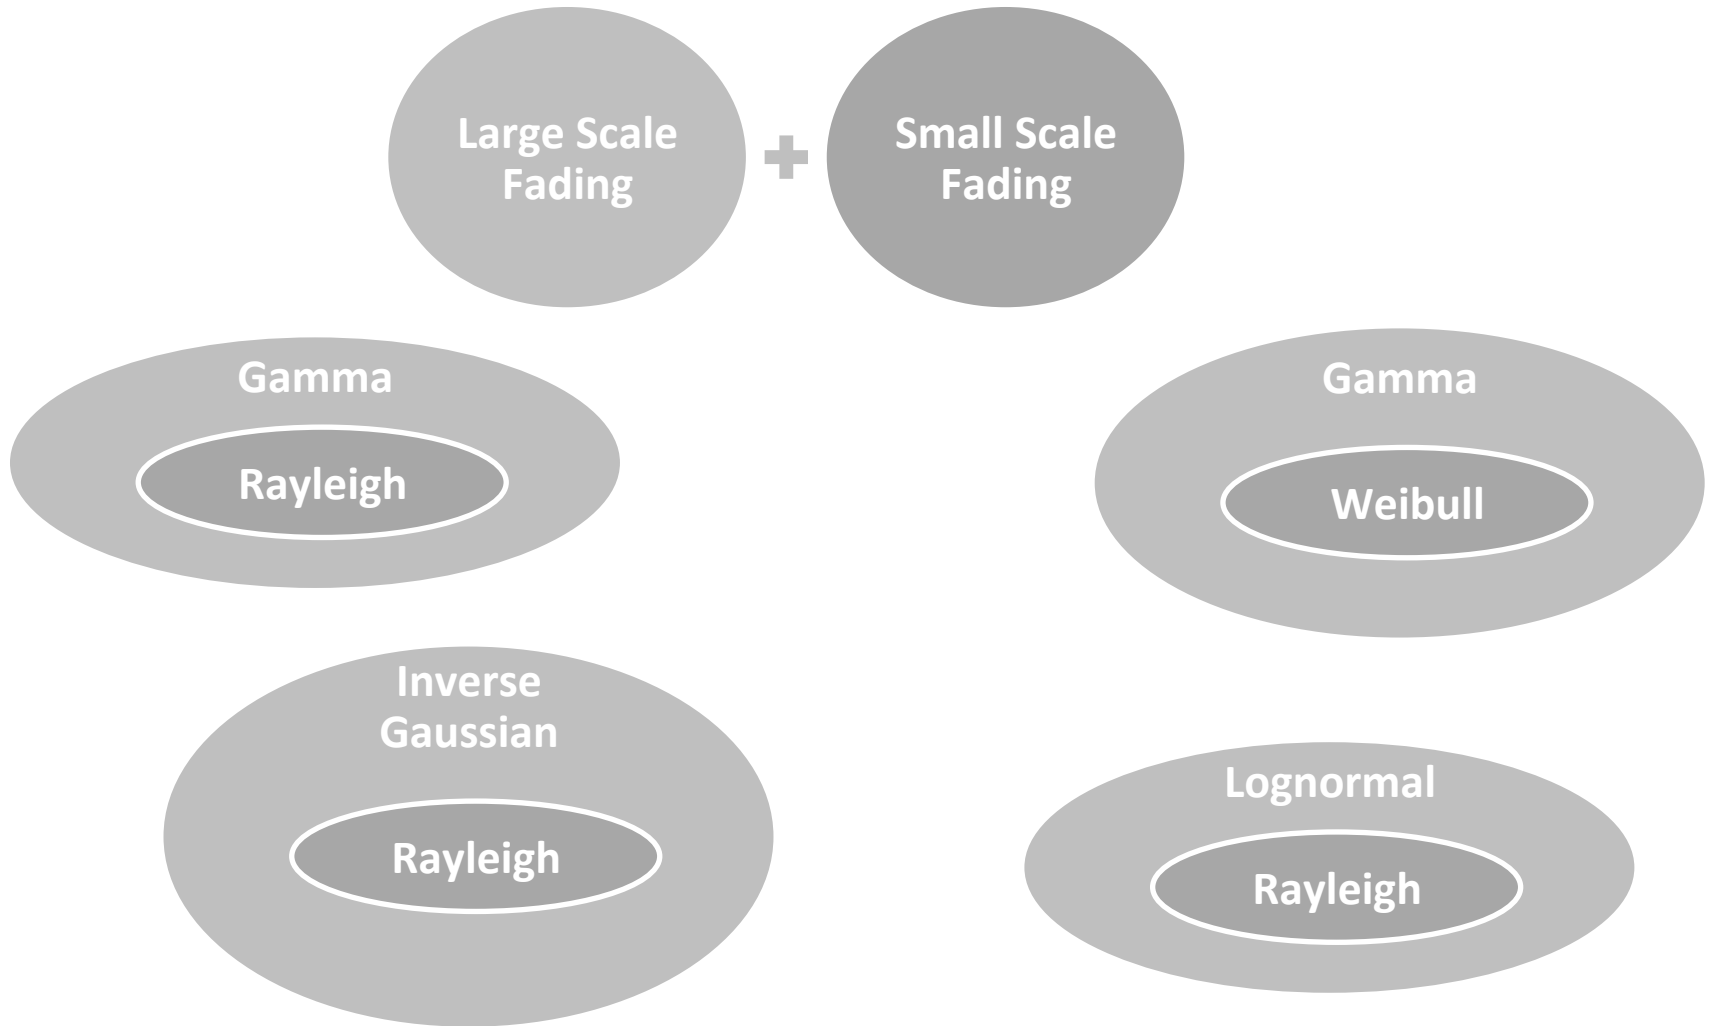 Large Scale
Fading
+
Small Scale
Fading
Gamma
Rayleigh
Gamma
Weibull
Inverse
Gaussian
Rayleigh
Lognormal
Rayleigh